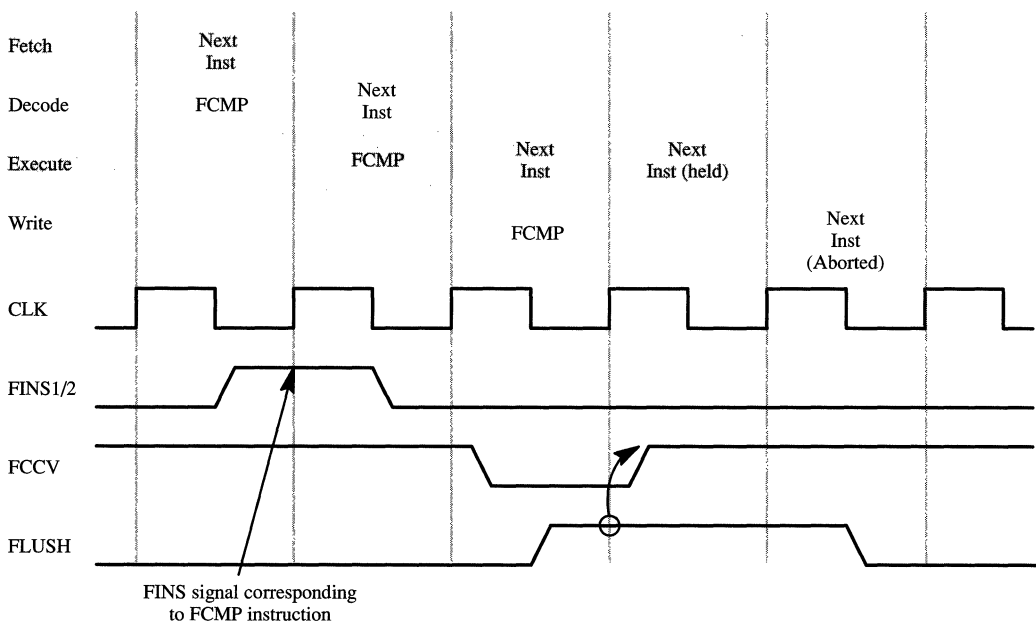 Fetch
Next
Inst
Decode
FCMP
Next
Inst
Execute
FCMP
Next
Inst
Next
Inst (held)
Write
FCMP
Next
Inst
(Aborted)
CLK
FINS1/2
FCCV
FLUSH
FINS signal corresponding
to FCMP instruction